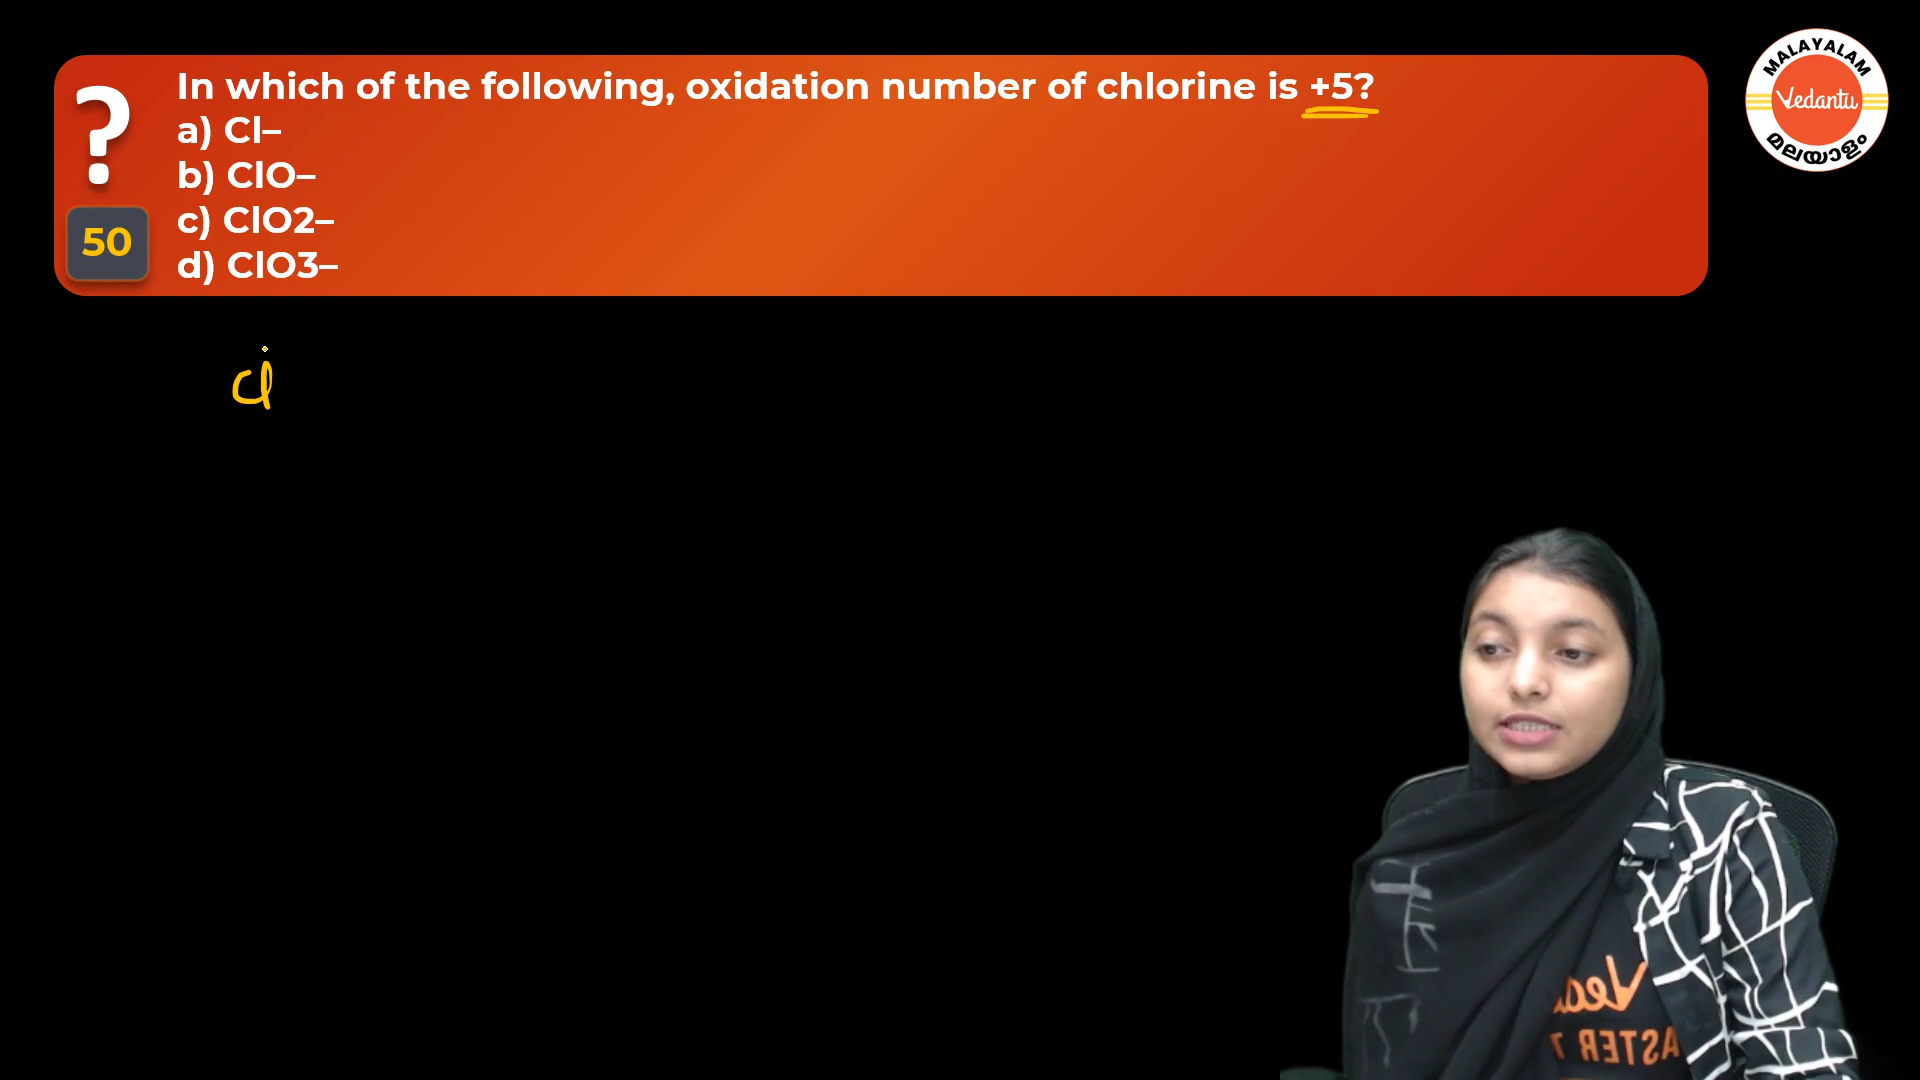 In which of the following, oxidation number of chlorine is +5?
a) Cl–
b) ClO–
c) ClO2–
d) ClO3–
?
50
MALAYALAM
Vedantu
മലയാളം
Cl